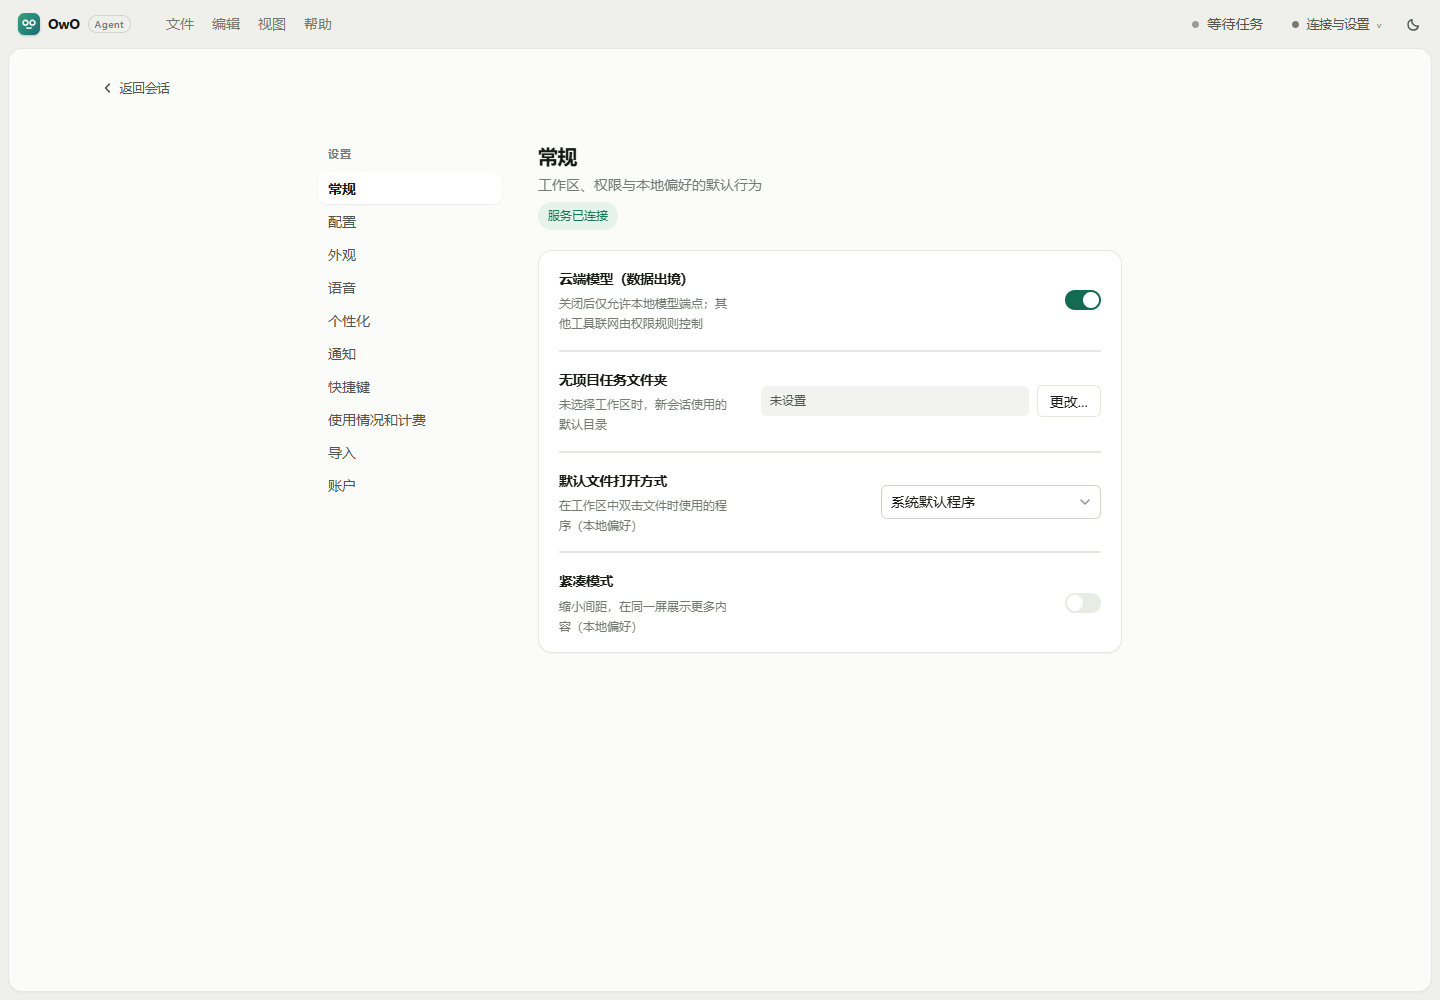 OwO Agent 文件 编辑 视图 帮助 等待任务 连接与设置
返回会话
设置
常规
配置
外观
语音
个性化
通知
快捷键
使用情况和计费
导入
账户
常规
工作区、权限与本地偏好的默认行为
服务已连接
云端模型（数据出境）
关闭后仅允许本地模型端点；其
他工具联网由权限规则控制
无项目任务文件夹
未选择工作区时，新会话使用的
默认目录
未设置
更改...
默认文件打开方式
在工作区中双击文件时使用的程
序（本地偏好）
系统默认程序
紧凑模式
缩小间距，在同一屏展示更多内
容（本地偏好）